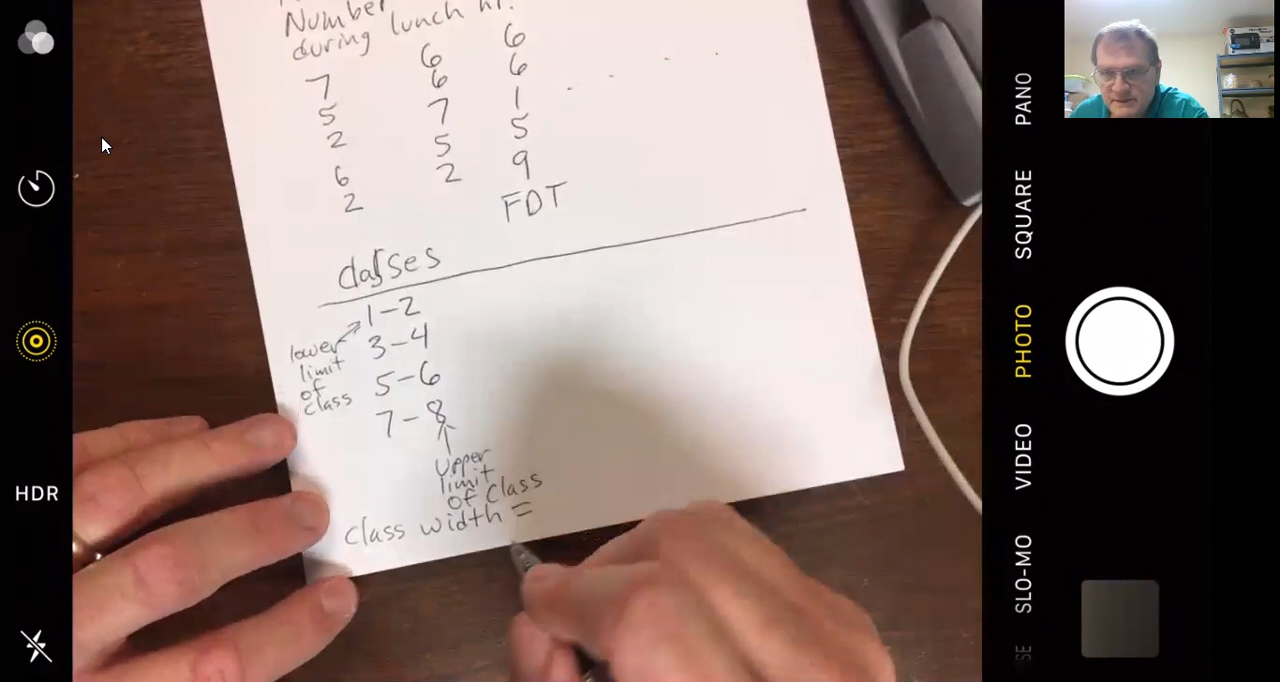 Number
during lunch hr.
7 6 6
5 6 6
2 7 1
6 5 5
2 2 9
FDT
classes
1-2
3-4
5-6
7-8
lower
limit
of
class
Upper
limit
of Class
class width =
HDR
PANO
SQUARE
PHOTO
VIDEO
SLO-MO
SE